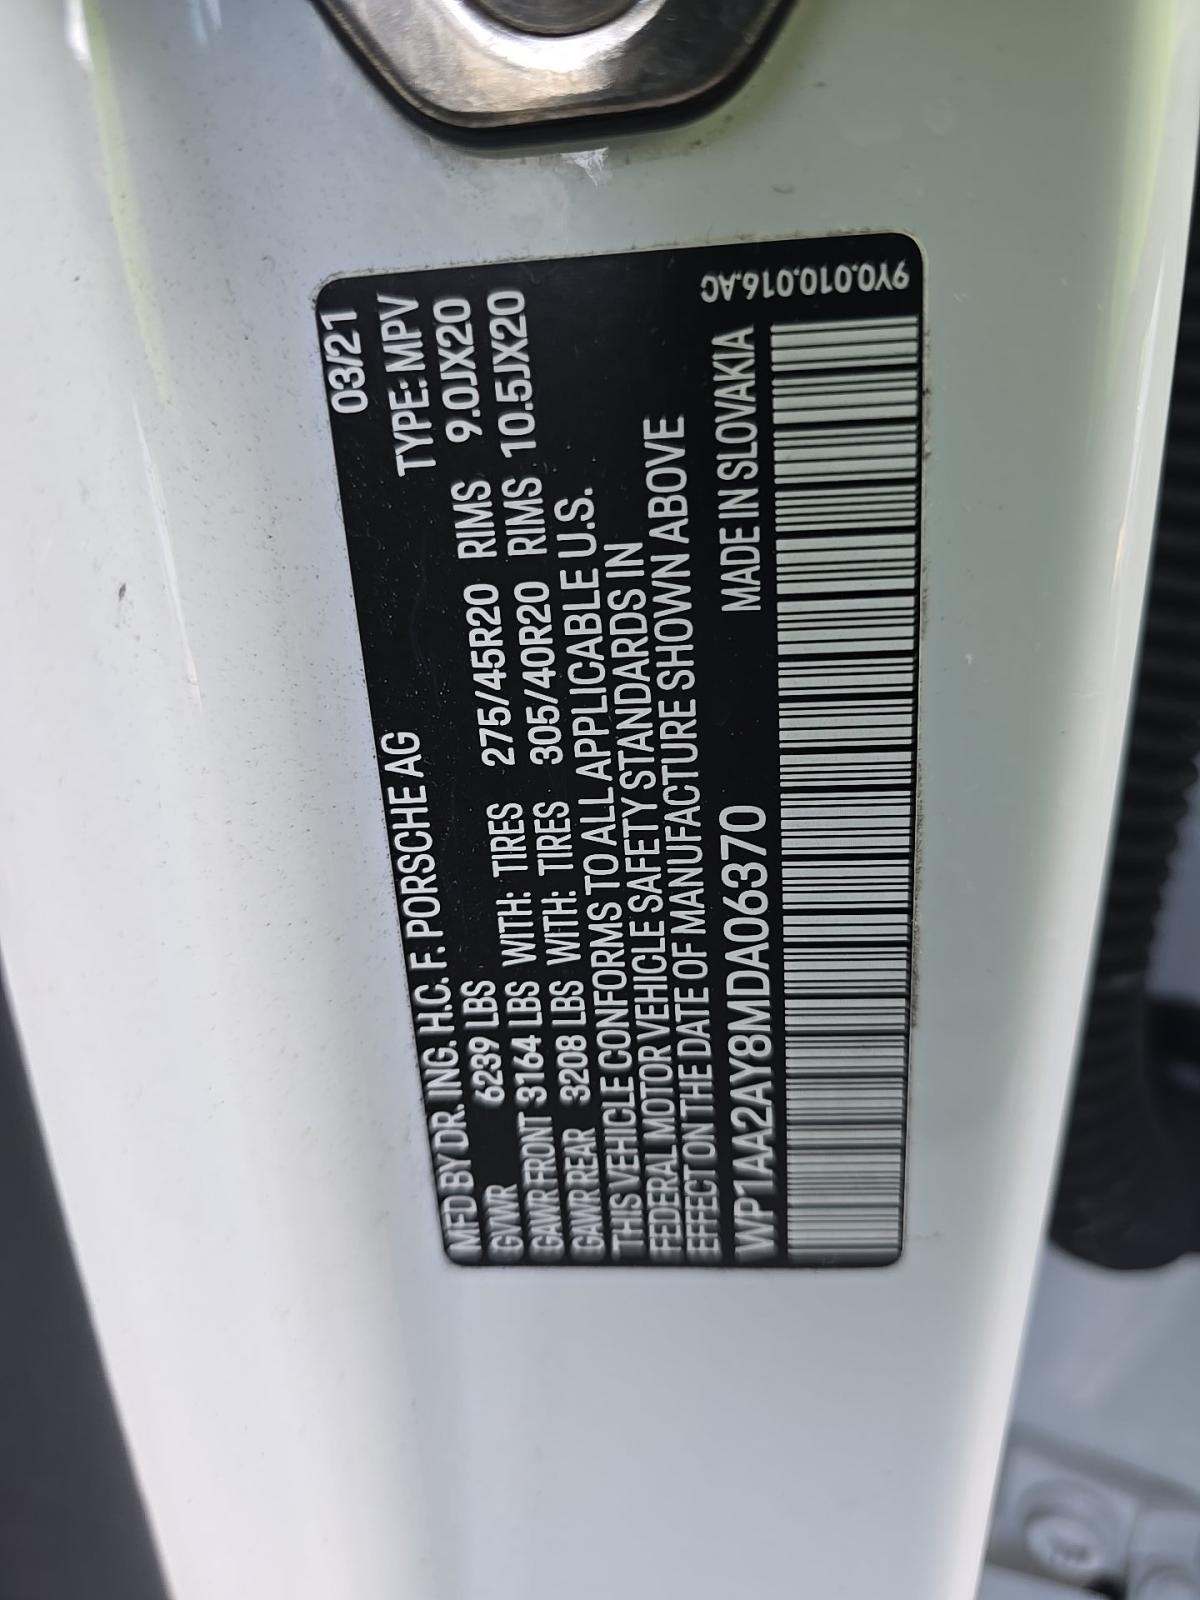 MFD BY DR. ING. H.C. F. PORSCHE AG 03/21
GVWR 6239 LBS TYPE: MPV
GAWR FRONT 3164 LBS WITH: TIRES 275/45R20 RIMS 9.0JX20
GAWR REAR 3208 LBS WITH: TIRES 305/40R20 RIMS 10.5JX20
THIS VEHICLE CONFORMS TO ALL APPLICABLE U.S.
FEDERAL MOTOR VEHICLE SAFETY STANDARDS IN
EFFECT ON THE DATE OF MANUFACTURE SHOWN ABOVE
WP1AA2AY8MDA06370 MADE IN SLOVAKIA
9Y0.010.016.AC